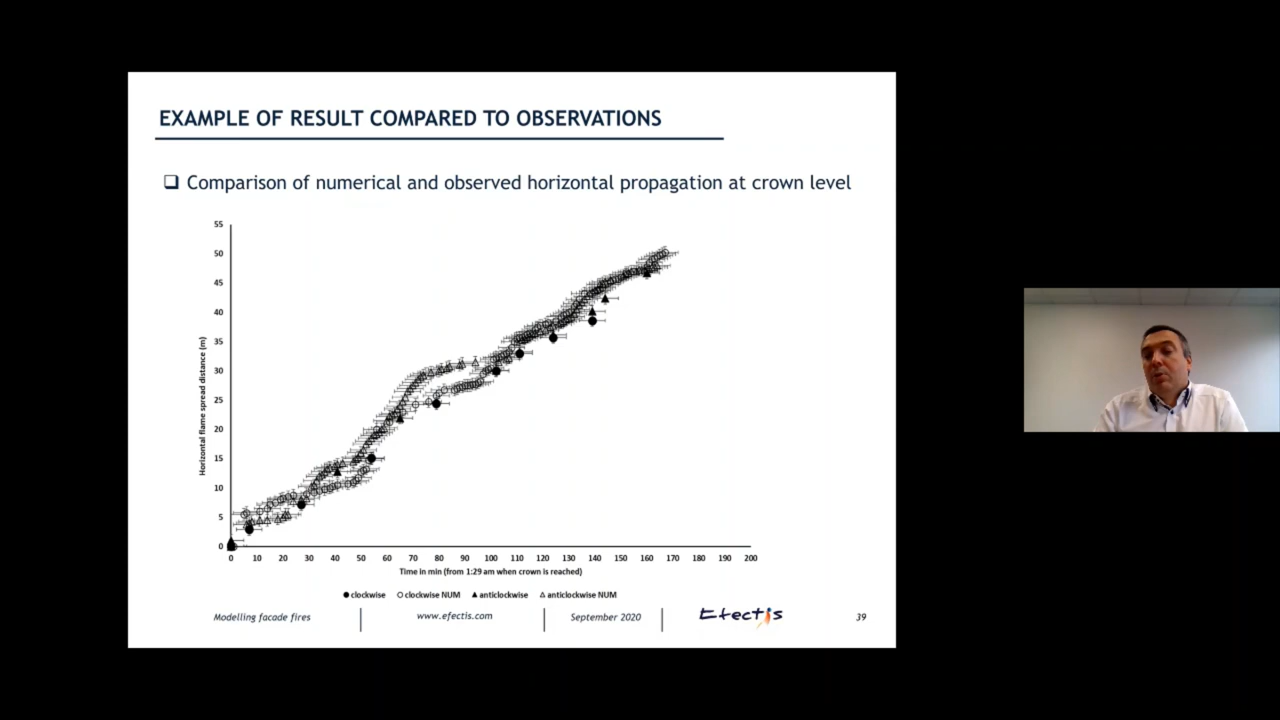 EXAMPLE OF RESULT COMPARED TO OBSERVATIONS
Comparison of numerical and observed horizontal propagation at crown level
55
50
45
40
35
30
25
20
15
10
5
0
Horizontal flame spread distance (m)
0 10 20 30 40 50 60 70 80 90 100 110 120 130 140 150 160 170 180 190 200
Time in min (from 1:29 am when crown is reached)
clockwise clockwise NUM anticlockwise anticlockwise NUM
Modelling facade fires www.efectis.com September 2020 Efectis 39